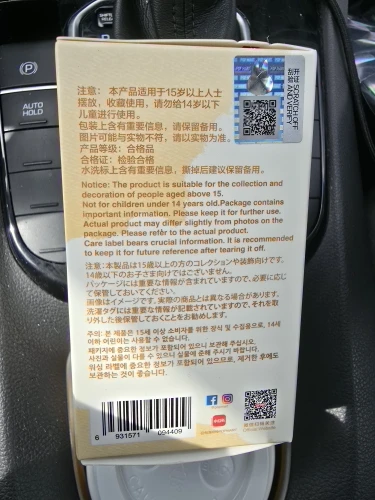 SHIFTER
P
AUTO
HOLD
注意： 本产品适用于15岁以上人士
摆放，收藏使用，请勿给14岁以下
儿童进行使用。
包装上含有重要信息，请保留备用。
图片可能与实物不符，请以实物为准。
产品等级：合格品
合格证：检验合格
水洗标上含有重要信息，撕掉后建议保留备用。
开证 SCRATCH OFF
刮验 AND VERIFY
Notice: The product is suitable for the collection and
decoration of people aged above 15.
Not for children under 14 years old.Package contains
important information. Please keep it for further use.
Actual product may differ slightly from photos on the
package. Please refer to the actual product.
Care label bears crucial information. It is recommended
to keep it for future reference after tearing it off.
注意：本製品は15歳以上の方のコレクションや装飾向けです。
14歳以下のお子さま向けではございません。
パッケージには重要な情報が含まれていますので、必要に応じ
て保管しておいてください。
画像はイメージです、実際の商品とは異なる場合があります。
洗濯タグには重要な情報が記載されていますので、それを取
り外した後保管しておくことをお勧めします。
주의: 본 제품은 15세 이상 소비자를 위한 장식 및 수집용으로, 14세
이하 어린이는 사용할 수 없습니다.
패키지에 중요한 정보가 포함되어 있으니 보관해 주십시오.
사진과 실물이 다를 수 있으니 실물에 준해 주십시오.
워싱 라벨에 중요한 정보가 포함되어 있으므로, 제거한 후에도
보관하는 것이 좋습니다.
6 931571 094409